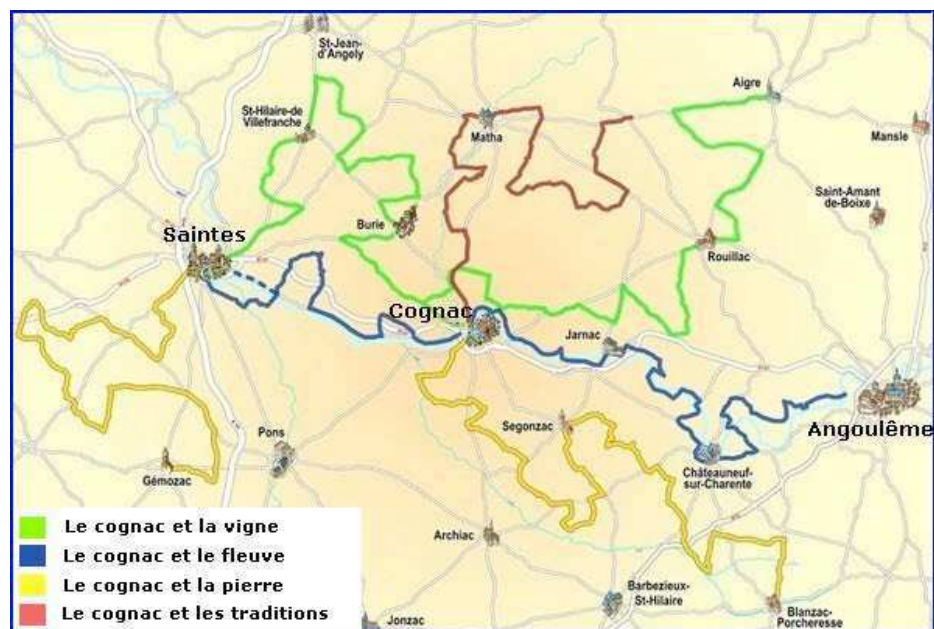 St-Jean-
d'Angely
Aigre
St-Hilaire-de
Villefranche
Matha
Mansle
Saint-Amant
de-Boixe
Burie
Saintes
Rouillac
Cognac
Jarnac
Segonzac
Angoulême
Pons
Châteauneuf-
sur-Charente
Gémozac
Archiac
Barbezieux-
St-Hilaire
Blanzac-
Porcheresse
Jonzac
Le cognac et la vigne
Le cognac et le fleuve
Le cognac et la pierre
Le cognac et les traditions